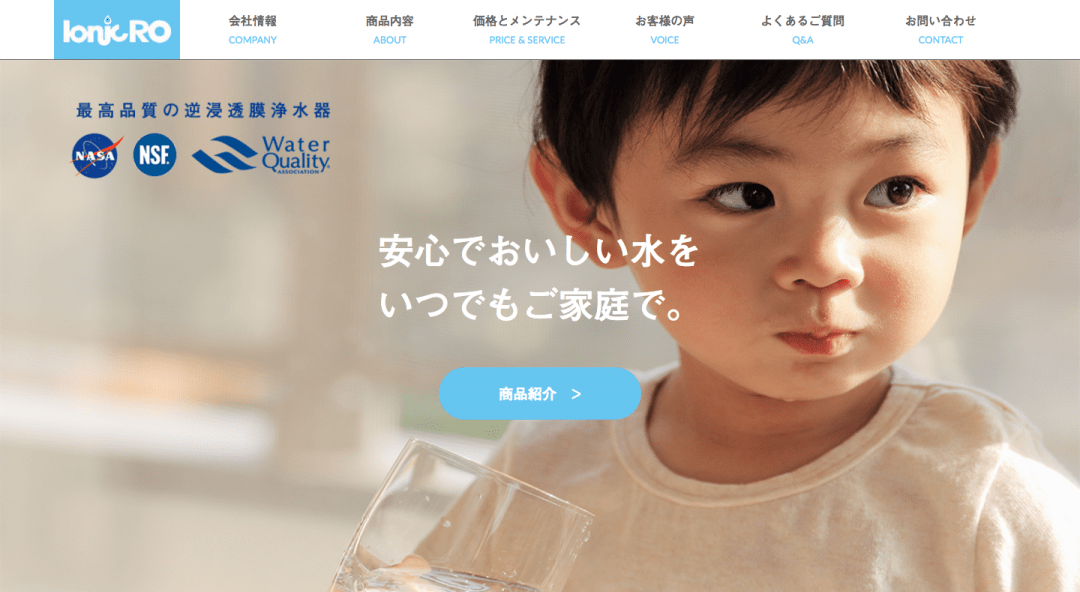 Ionic RO
会社情報
COMPANY
商品内容
ABOUT
価格とメンテナンス
PRICE & SERVICE
お客様の声
VOICE
よくあるご質問
Q&A
お問い合わせ
CONTACT
最高品質の逆浸透膜浄水器
NASA
NSF.
Water
Quality
ASSOCIATION
安心でおいしい水を
いつでもご家庭で。
商品紹介 >